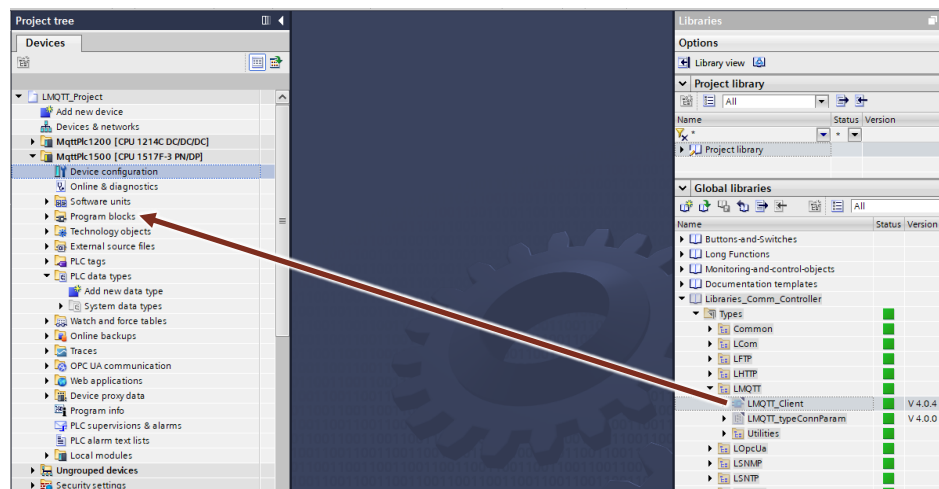 Project tree
Devices
LMQTT_Project
Add new device
Devices & networks
MqttPlc1200 [CPU 1214C DC/DC/DC]
MqttPlc1500 [CPU 1517F-3 PN/DP]
Device configuration
Online & diagnostics
Software units
Program blocks
Technology objects
External source files
PLC tags
PLC data types
Add new data type
System data types
Watch and force tables
Online backups
Traces
OPC UA communication
Web applications
Device proxy data
Program info
PLC supervisions & alarms
PLC alarm text lists
Local modules
Ungrouped devices
Security settings
Libraries
Options
Library view
Project library
All
Name Status Version
* *
Project library
Global libraries
All
Name Status Version
Buttons-and-Switches
Long Functions
Monitoring-and-control-objects
Documentation templates
Libraries_Comm_Controller
Types
Common
LCom
LFTP
LHTTP
LMQTT
LMQTT_Client V 4.0.4
LMQTT_typeConnParam V 4.0.0
Utilities
LOpcUa
LSNMP
LSNTP